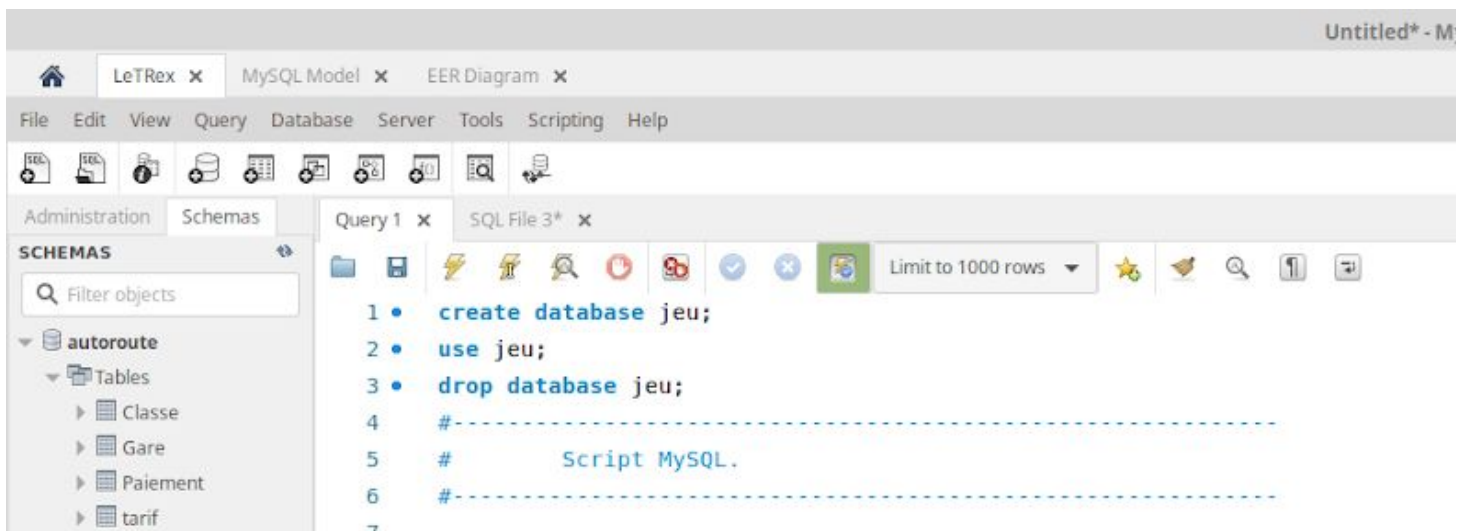 Untitled* - M
LeTRex MySQL Model EER Diagram
File Edit View Query Database Server Tools Scripting Help
Administration Schemas Query 1 SQL File 3*
SCHEMAS
Filter objects
Limit to 1000 rows
autoroute
Tables
Classe
Gare
Paiement
tarif
1 create database jeu;
2 use jeu;
3 drop database jeu;
4 #------------------------------------------------------------
5 #        Script MySQL.
6 #------------------------------------------------------------